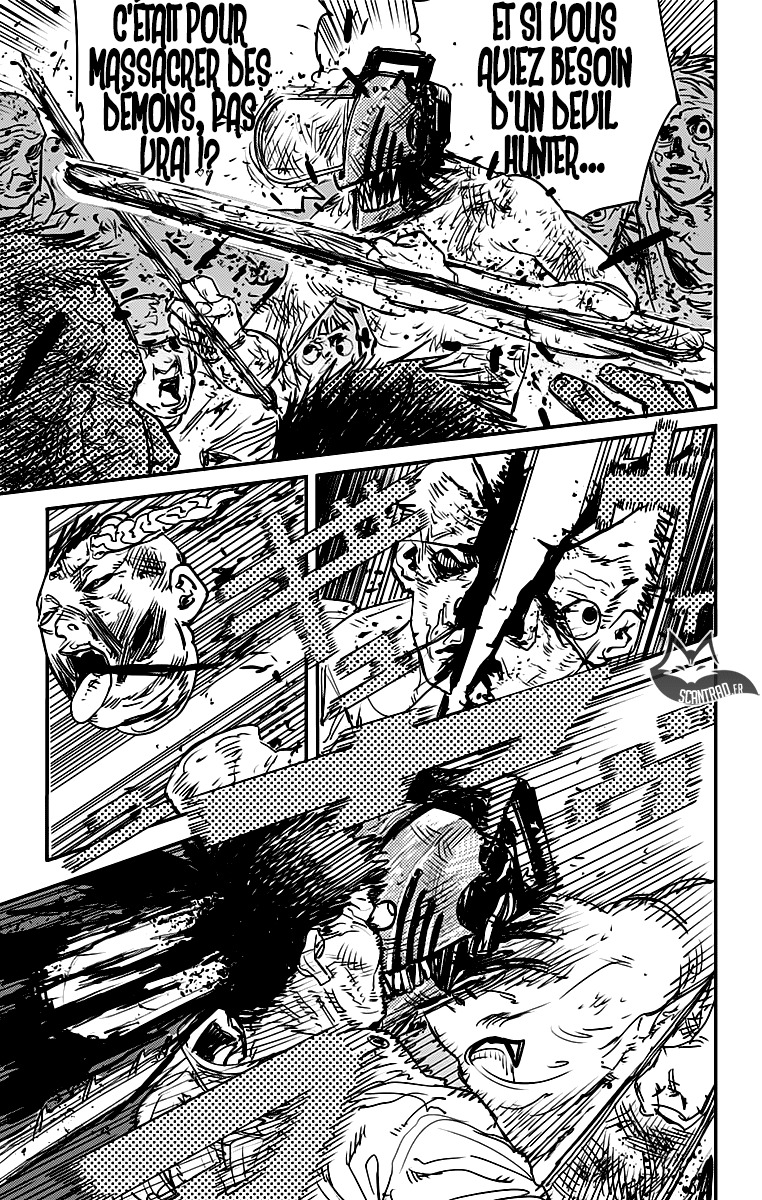 ET SI VOUS
AVIEZ BESOIN
D'UN DEVIL
HUNTER...
C'ÉTAIT POUR
MASSACRER DES
DÉMONS, PAS
VRAI !?
SCANTRAD.FR